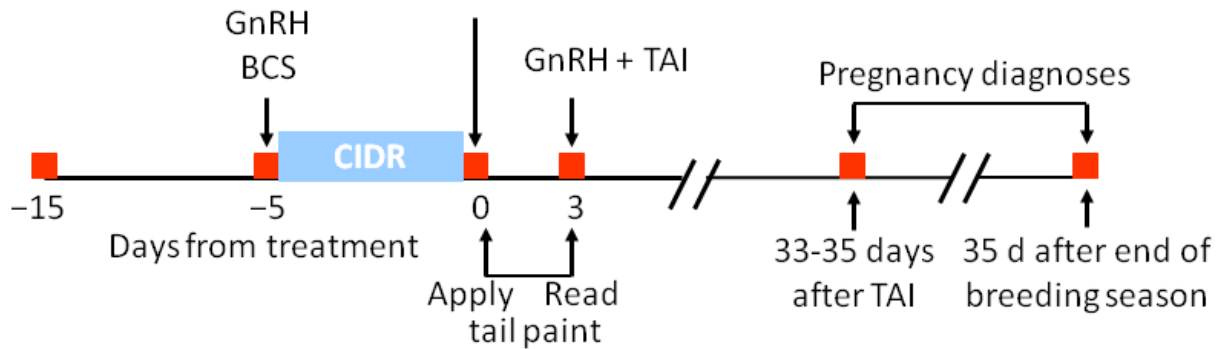 GnRH
BCS
GnRH + TAI
Pregnancy diagnoses
CIDR
−15
−5
0
3
Days from treatment
33-35 days
after TAI
35 d after end of
breeding season
Apply
Read
tail paint